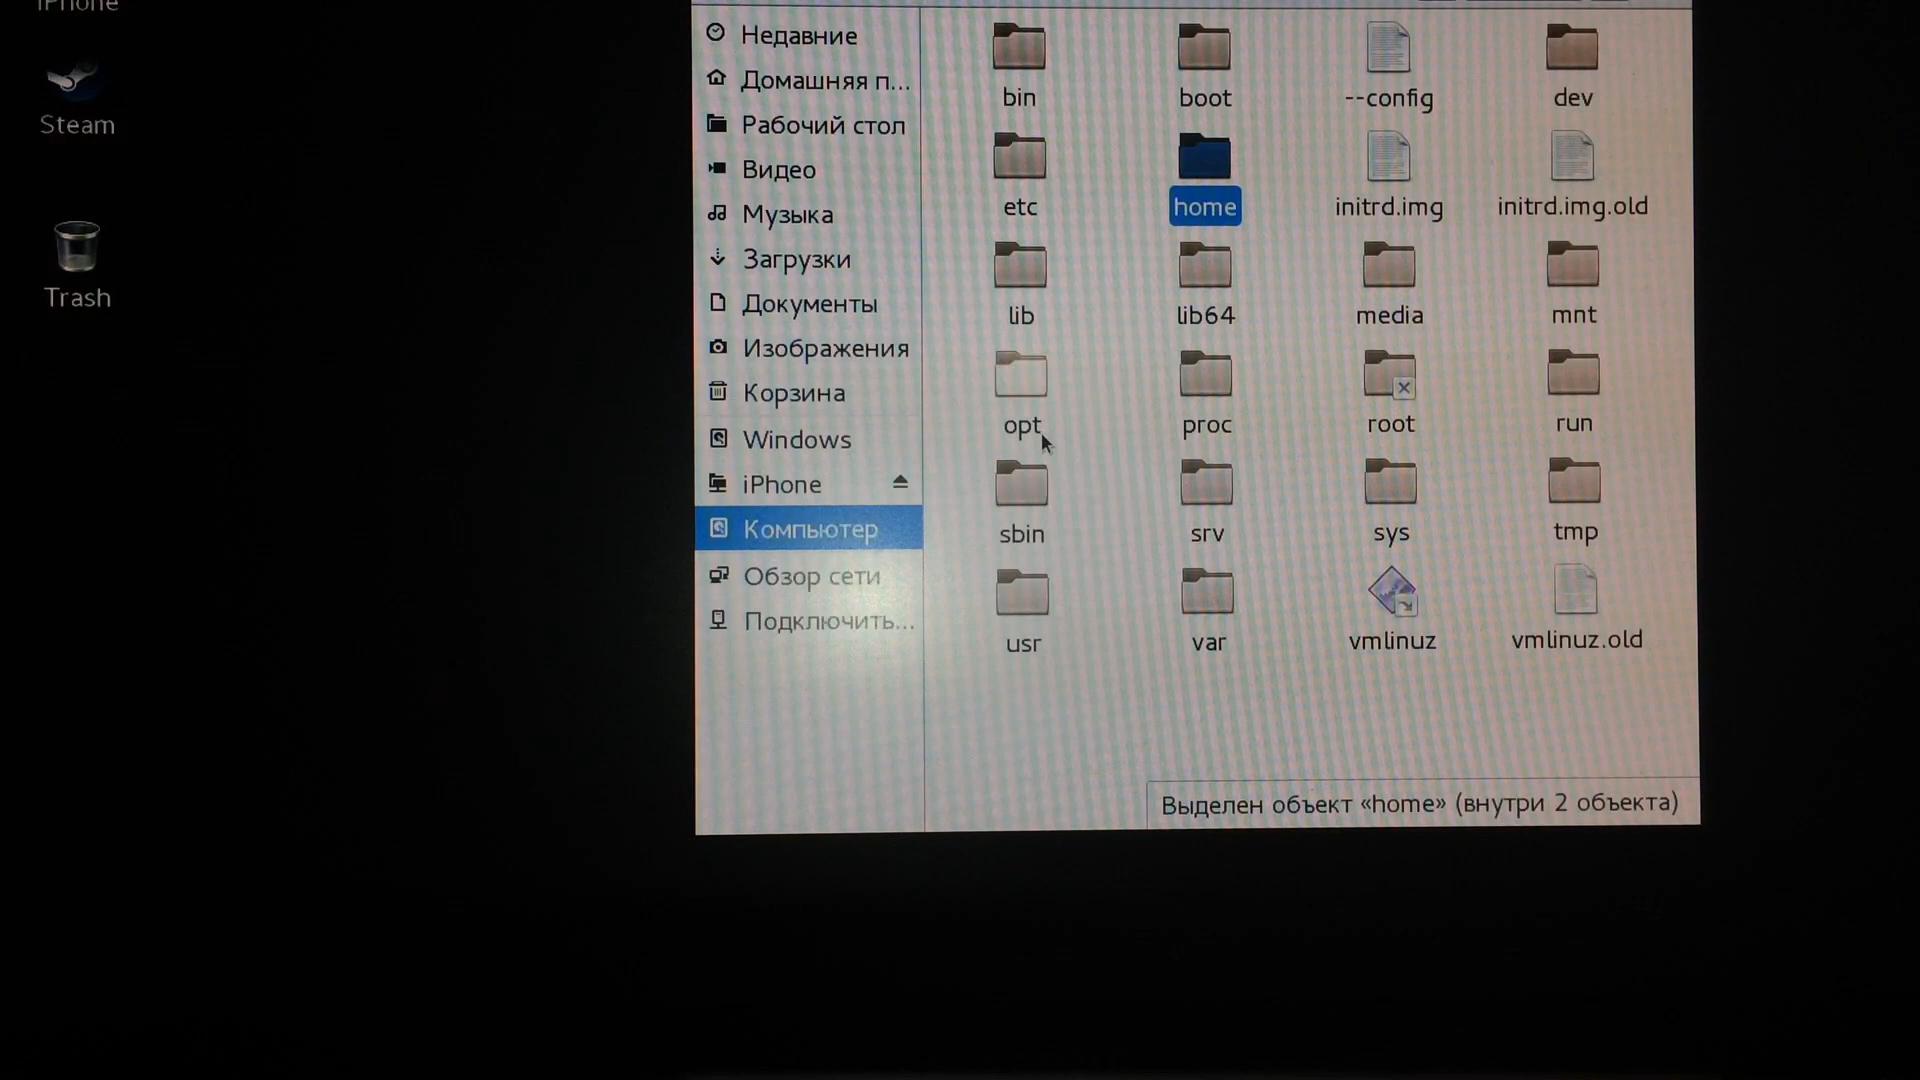 iPhone
Steam
Trash
Недавние
Домашняя п...
Рабочий стол
Видео
Музыка
Загрузки
Документы
Изображения
Корзина
Windows
iPhone
Компьютер
Обзор сети
Подключить...
bin boot --config dev
etc home initrd.img initrd.img.old
lib lib64 media mnt
opt proc root run
sbin srv sys tmp
usr var vmlinuz vmlinuz.old
Выделен объект «home» (внутри 2 объекта)